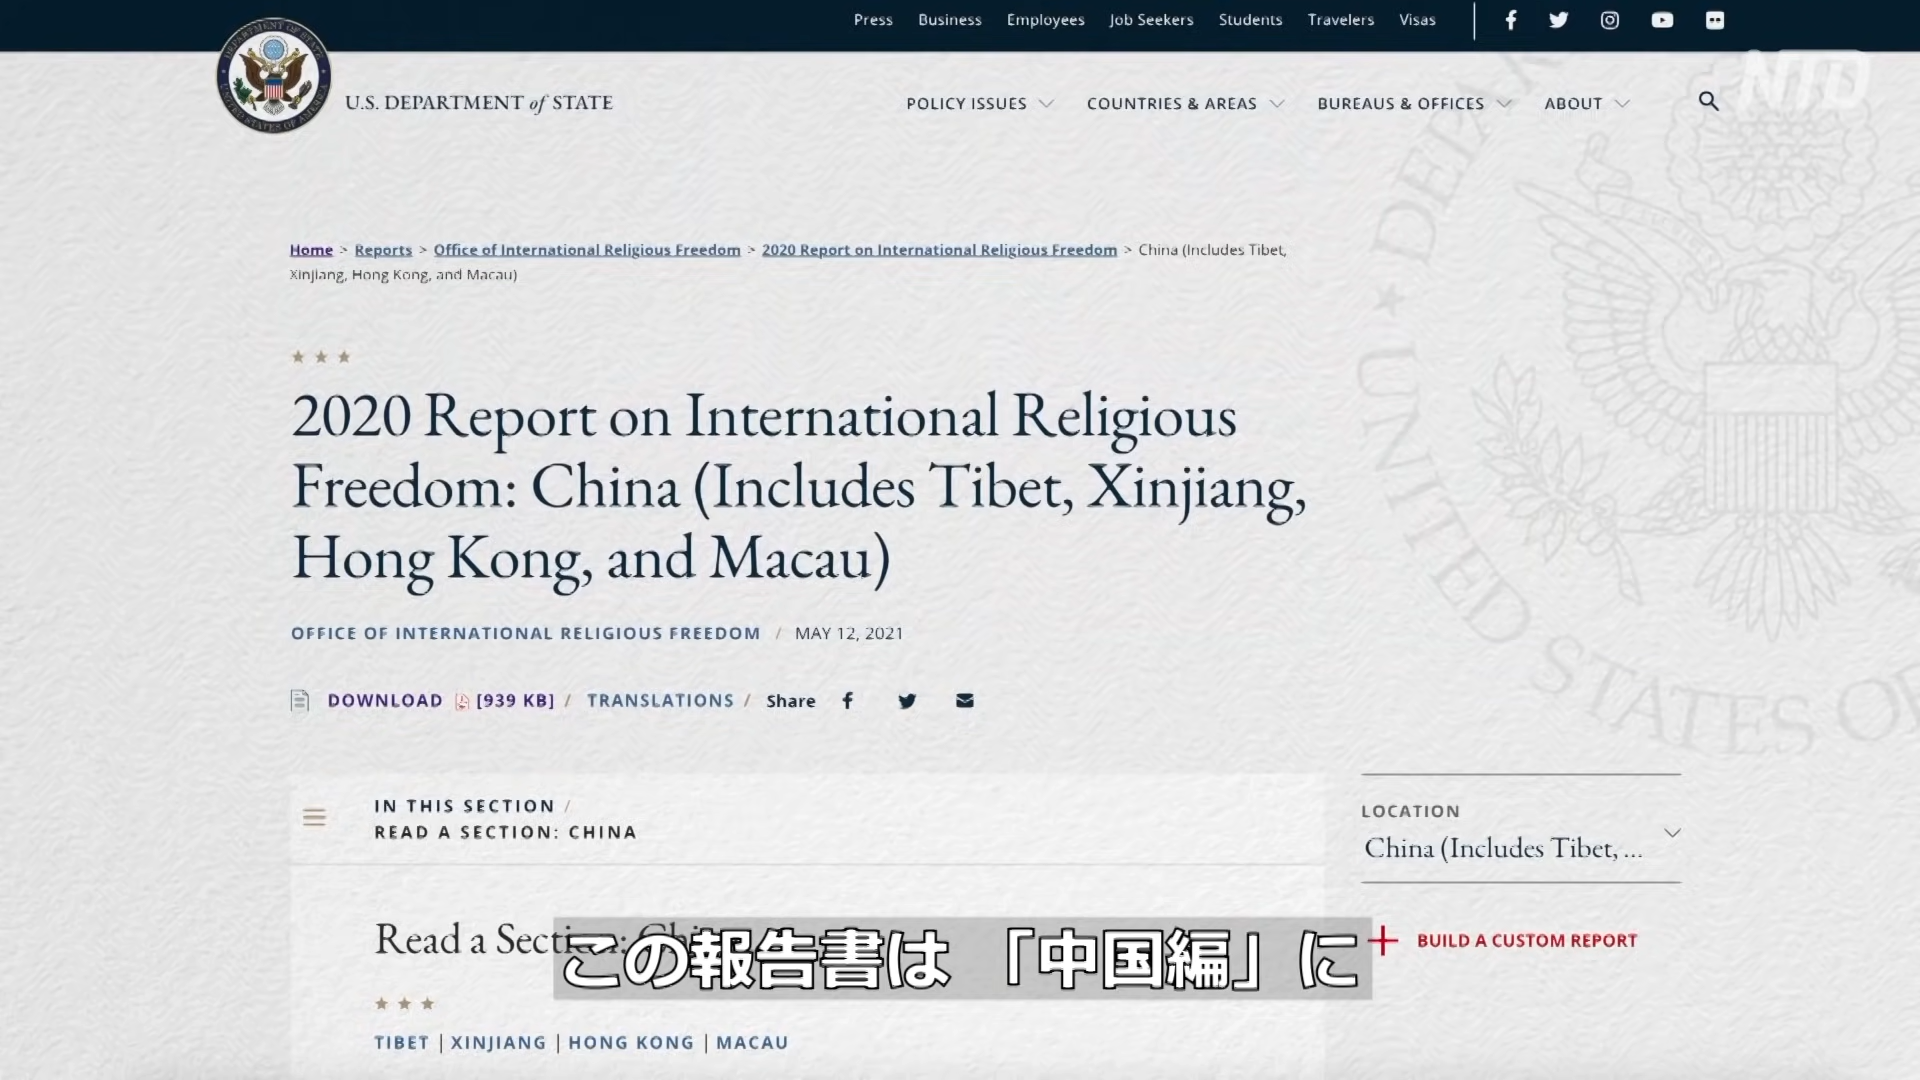 Press Business Employees Job Seekers Students Travelers Visas
NTD
U.S. DEPARTMENT of STATE
POLICY ISSUES COUNTRIES & AREAS BUREAUS & OFFICES ABOUT
Home > Reports > Office of International Religious Freedom > 2020 Report on International Religious Freedom > China (Includes Tibet,
Xinjiang, Hong Kong, and Macau)
2020 Report on International Religious
Freedom: China (Includes Tibet, Xinjiang,
Hong Kong, and Macau)
OFFICE OF INTERNATIONAL RELIGIOUS FREEDOM / MAY 12, 2021
DOWNLOAD [939 KB] / TRANSLATIONS / Share
IN THIS SECTION /
READ A SECTION: CHINA
LOCATION
China (Includes Tibet, ...
Read a Section: Chi
この報告書は 「中国編」に
BUILD A CUSTOM REPORT
TIBET | XINJIANG | HONG KONG | MACAU
UNITED STATES OF